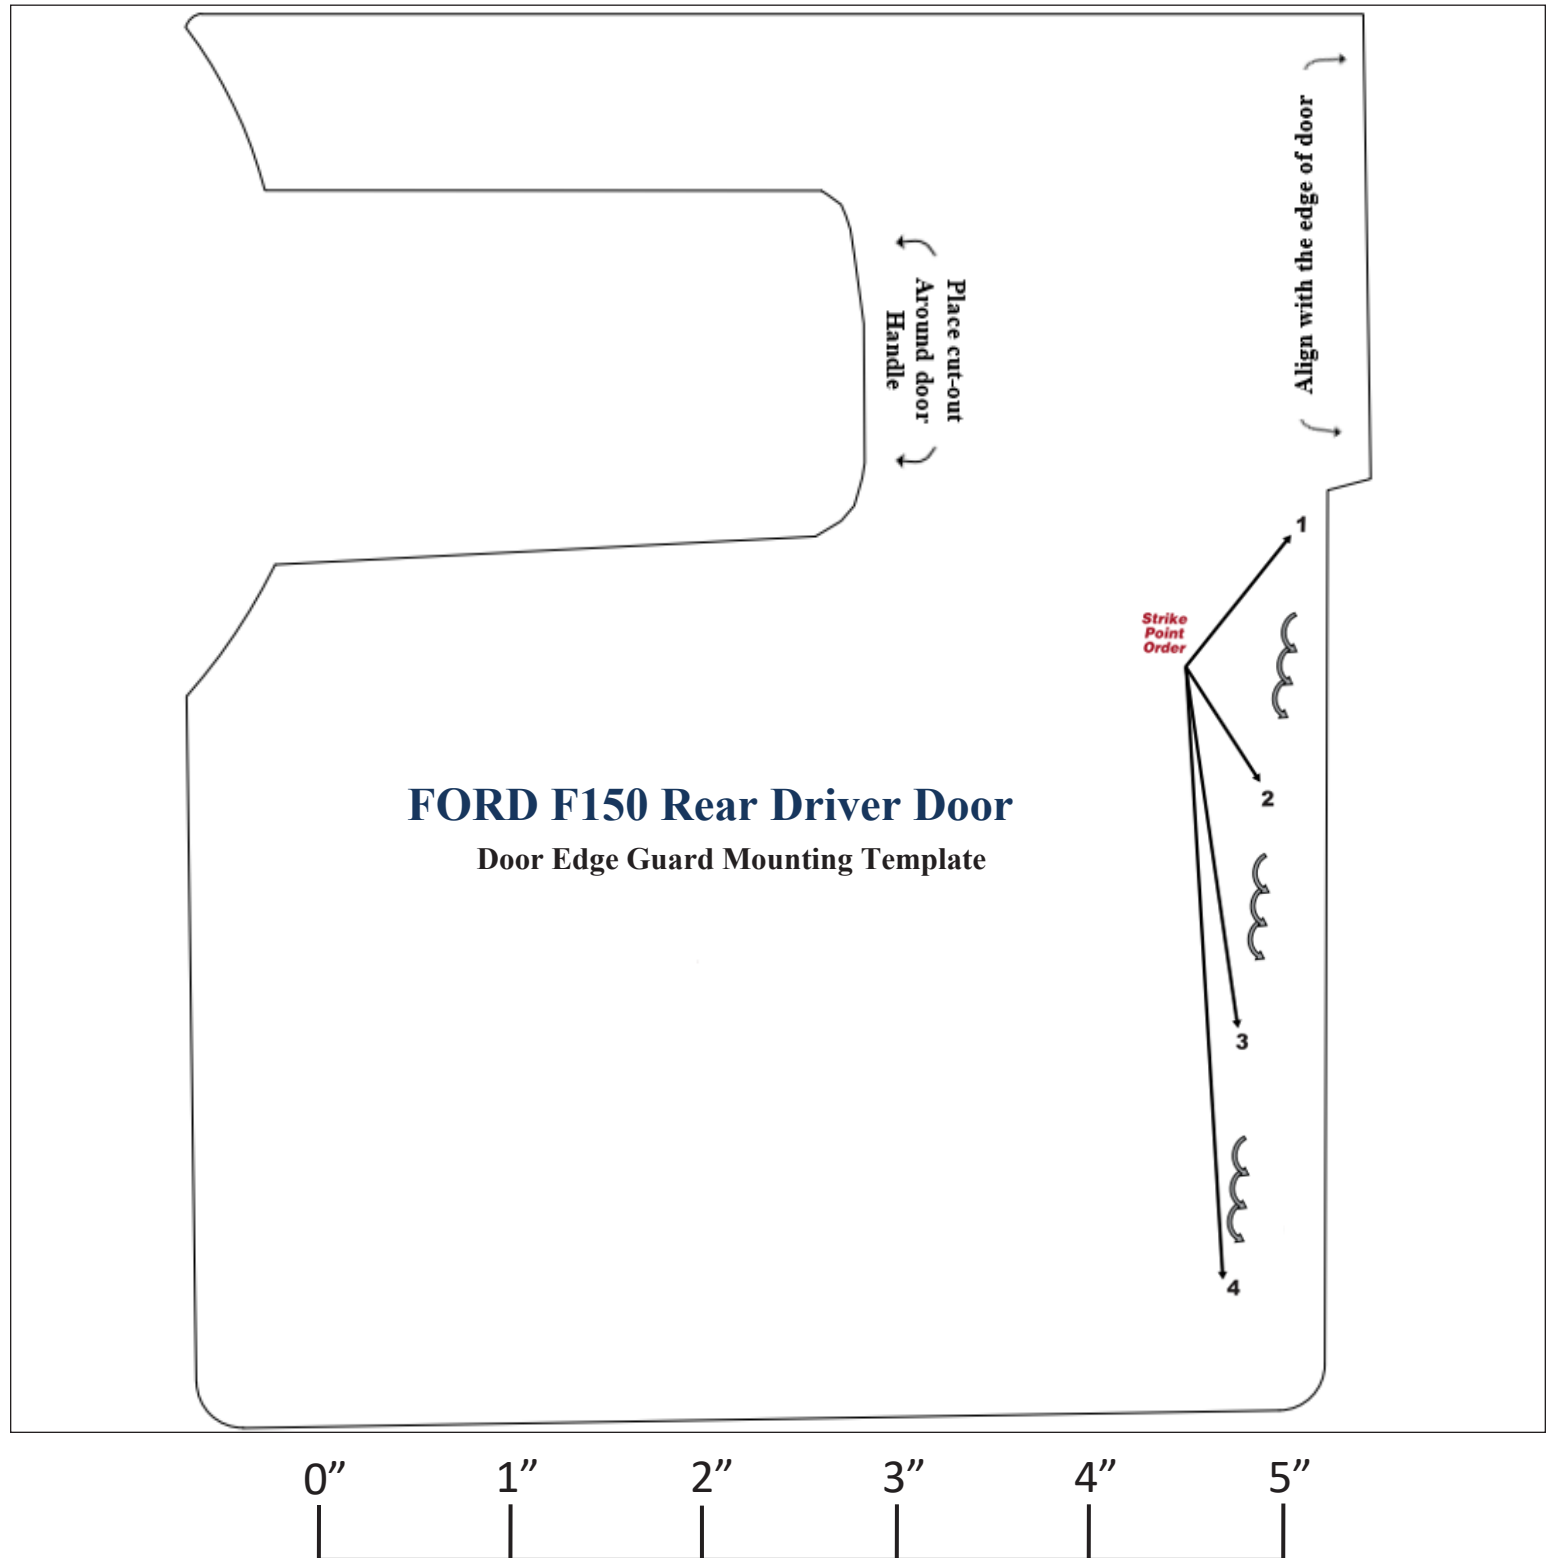 Align with the edge of door
Place cut-out
Around door
Handle
1
Strike
Point
Order
2
FORD F150 Rear Driver Door
Door Edge Guard Mounting Template
3
4
0” 1” 2” 3” 4” 5”